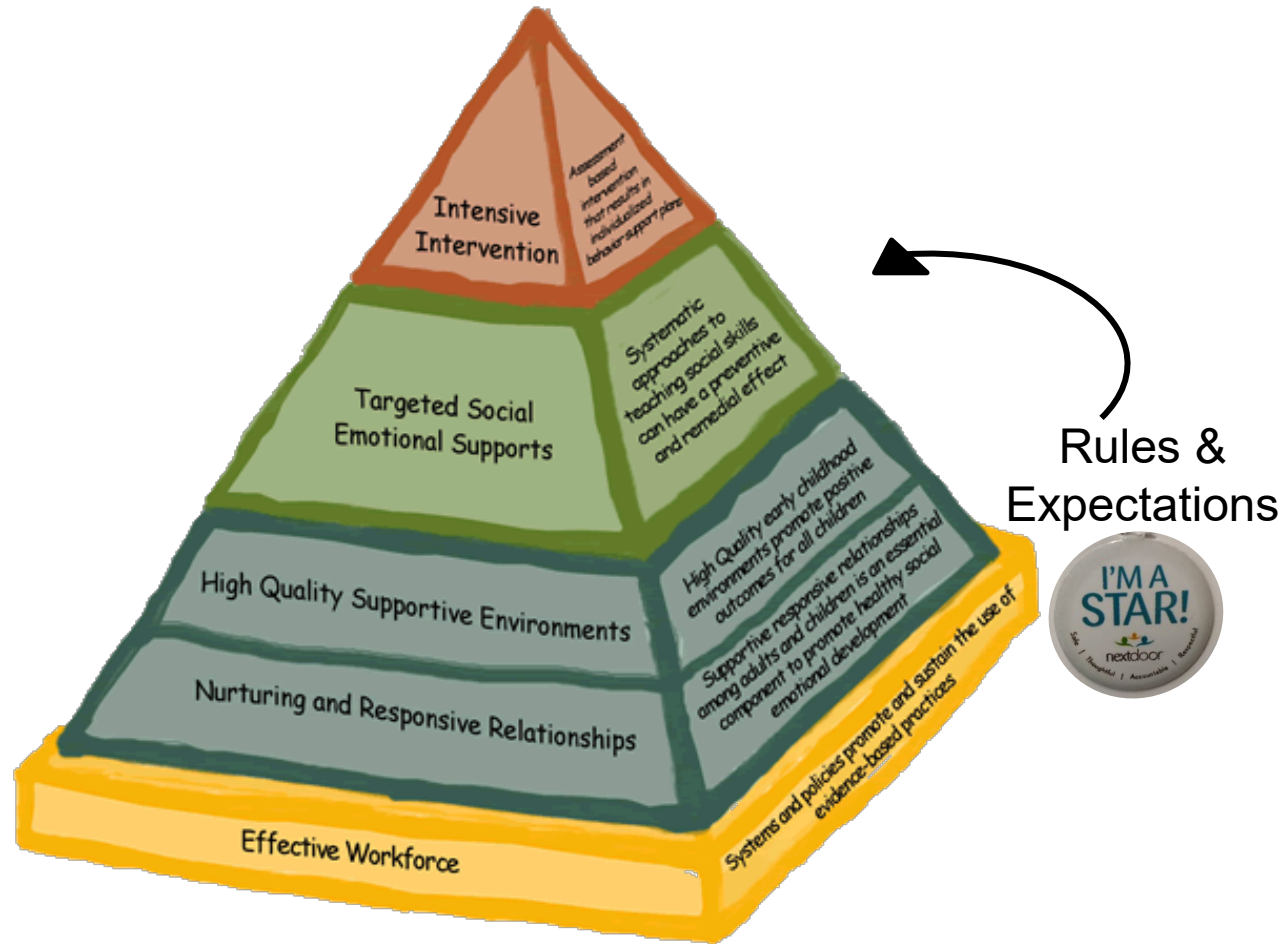 Intensive
Intervention
Assessment
based
intervention
that results in
individualized
behavior support plans
Targeted Social
Emotional Supports
Systematic
approaches to
teaching social skills
can have a preventive
and remedial effect
High Quality Supportive Environments
High Quality early childhood
environments promote positive
outcomes for all children
Nurturing and Responsive Relationships
Supportive responsive relationships
among adults and children is an essential
component to promote healthy social
emotional development
Effective Workforce
Systems and policies promote and sustain the use of
evidence-based practices
Rules &
Expectations
I'M A
STAR!
nextdoor
Safe | Thoughtful | Accountable | Respectful